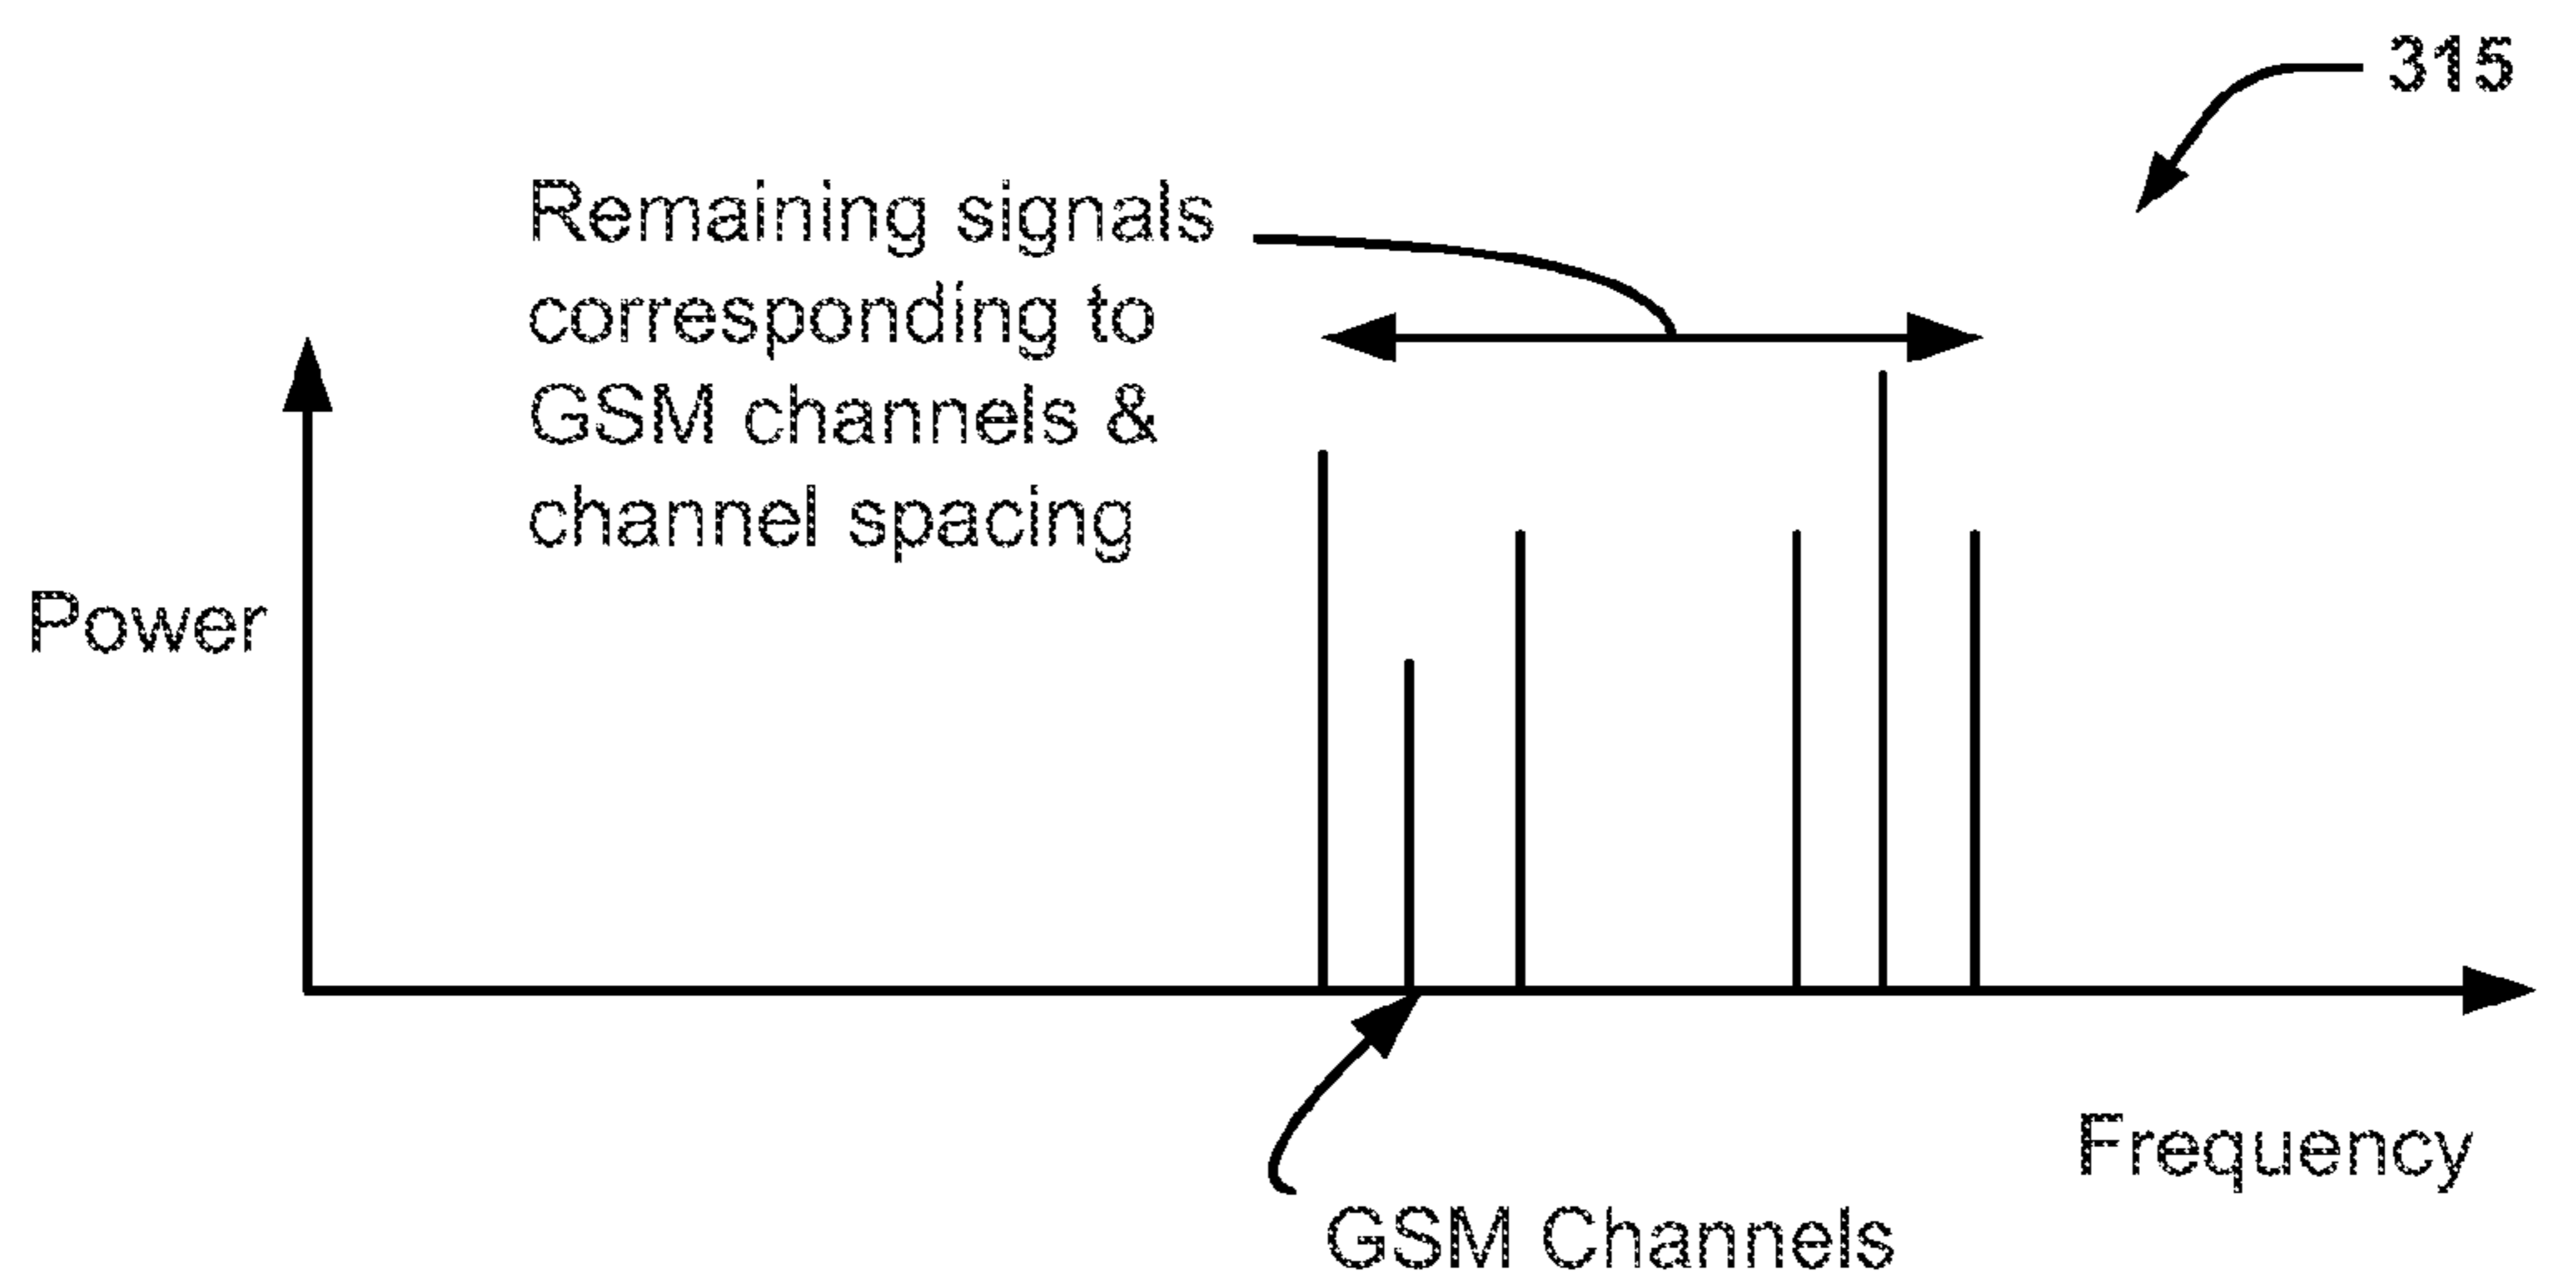 315
Remaining signals
corresponding to
GSM channels &
channel spacing
Power
Frequency
GSM Channels